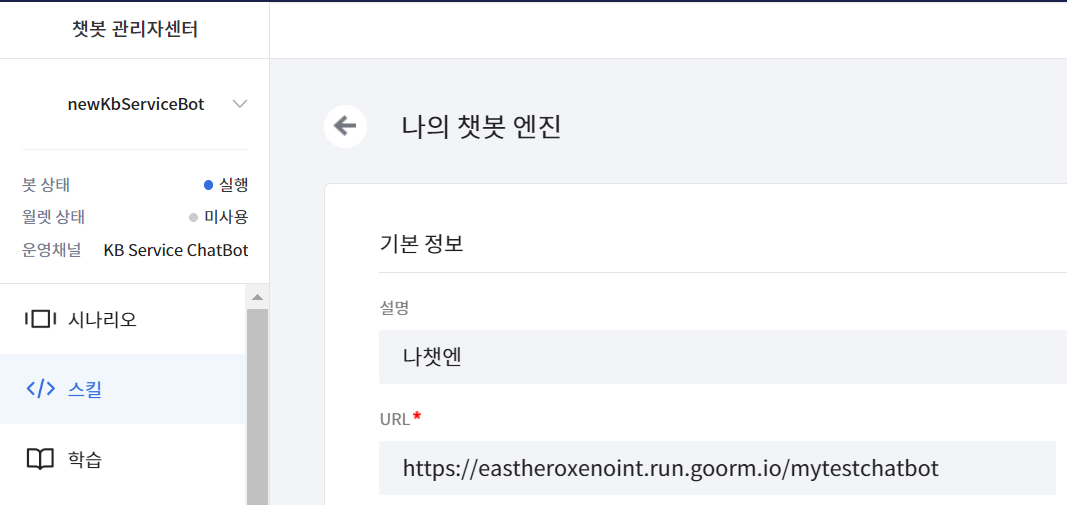 챗봇 관리자센터
newKbServiceBot
봇 상태 실행
월렛 상태 미사용
운영채널 KB Service ChatBot
시나리오
스킬
학습
나의 챗봇 엔진
기본 정보
설명
나챗엔
URL*
https://eastheroxenoint.run.goorm.io/mytestchatbot